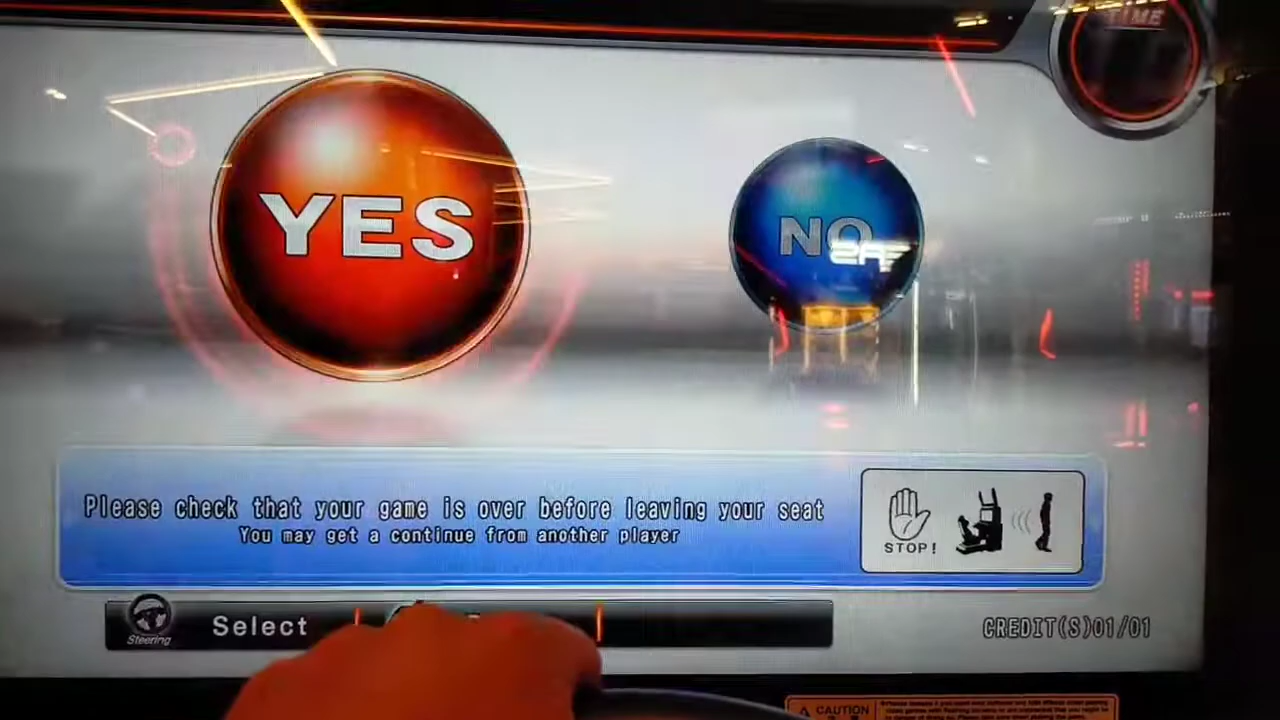 TIME
YES
NO
Please check that your game is over before leaving your seat
You may get a continue from another player
STOP!
Steering
Select
CREDIT(S)01/01
CAUTION